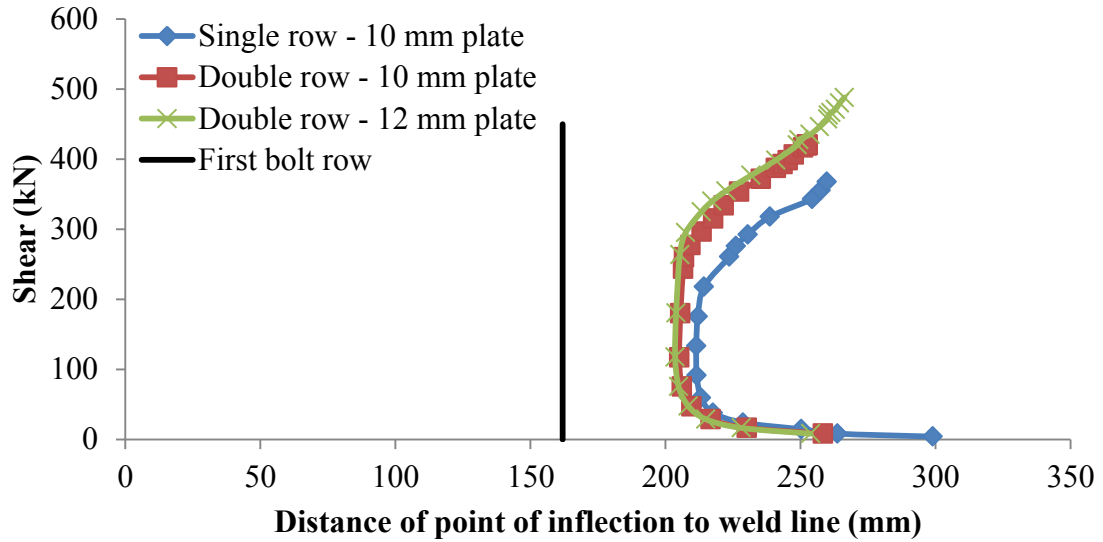 600
500
400
300
200
100
0
Shear (kN)
Single row - 10 mm plate
Double row - 10 mm plate
Double row - 12 mm plate
First bolt row
0 50 100 150 200 250 300 350
Distance of point of inflection to weld line (mm)